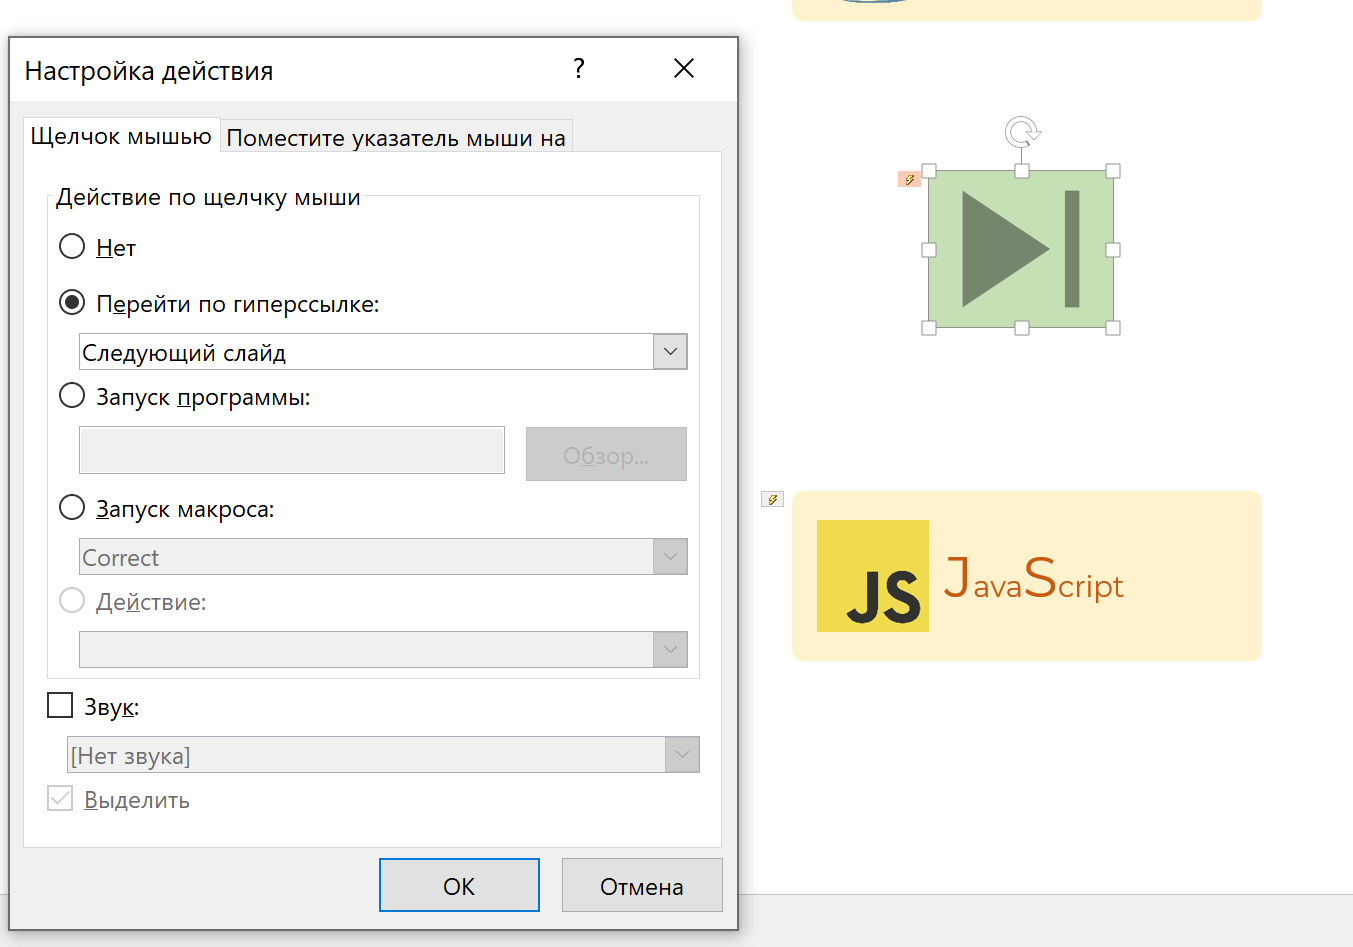 Настройка действия
?
Щелчок мышью
Поместите указатель мыши на
Действие по щелчку мыши
Нет
Перейти по гиперссылке:
Следующий слайд
Запуск программы:
Обзор...
Запуск макроса:
Correct
Действие:
Звук:
[Нет звука]
Выделить
ОК
Отмена
JS
JavaScript